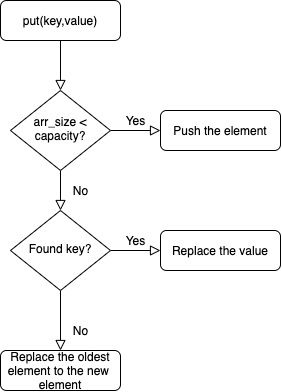 put(key,value)
arr_size <
capacity?
Yes
Push the element
No
Found key?
Yes
Replace the value
No
Replace the oldest
element to the new
element